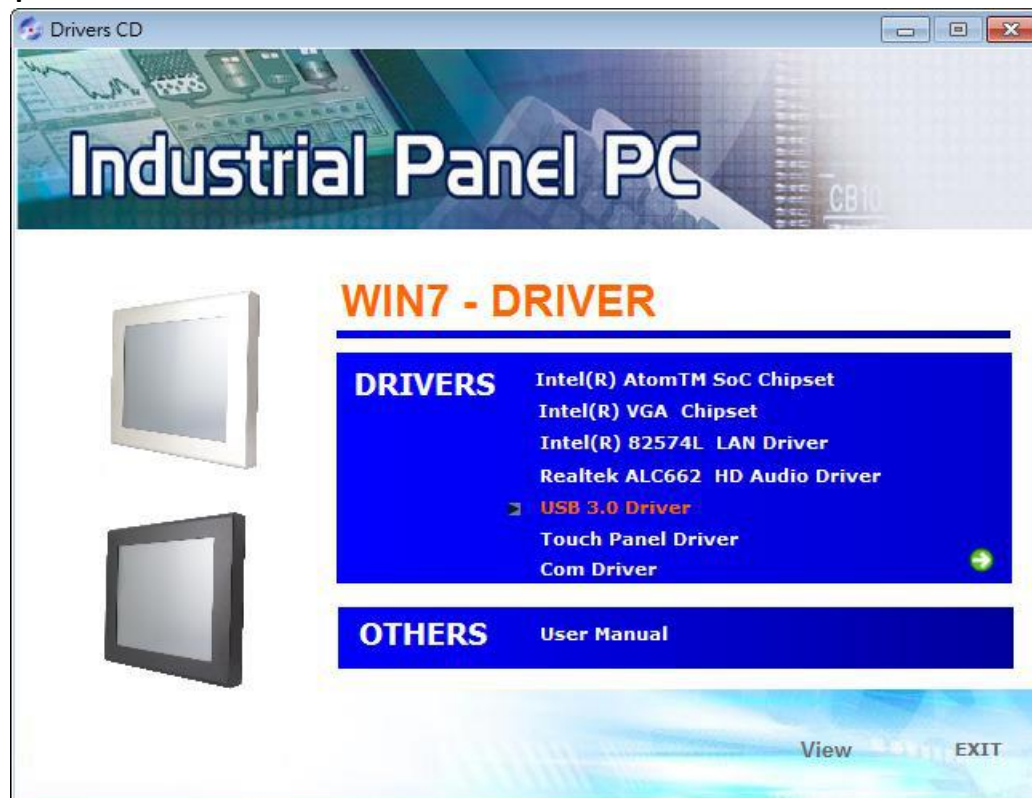 Drivers CD
Industrial Panel PC
CB10
WIN7 - DRIVER
DRIVERS
Intel(R) AtomTM SoC Chipset
Intel(R) VGA Chipset
Intel(R) 82574L LAN Driver
Realtek ALC662 HD Audio Driver
USB 3.0 Driver
Touch Panel Driver
Com Driver
OTHERS
User Manual
View
EXIT